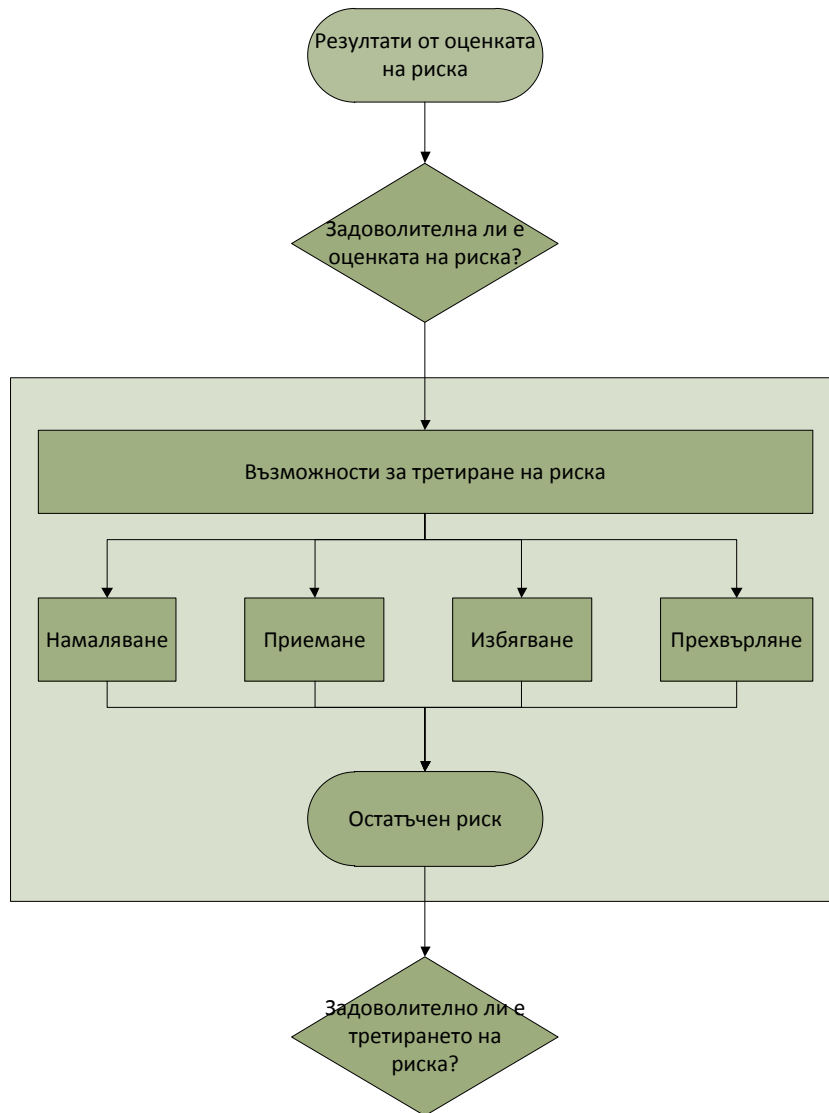 Резултати от оценката
на риска
Задоволителна ли е
оценката на риска?
Възможности за третиране на риска
Намаляване
Приемане
Избягване
Прехвърляне
Остатъчен риск
Задоволително ли е
третирането на
риска?